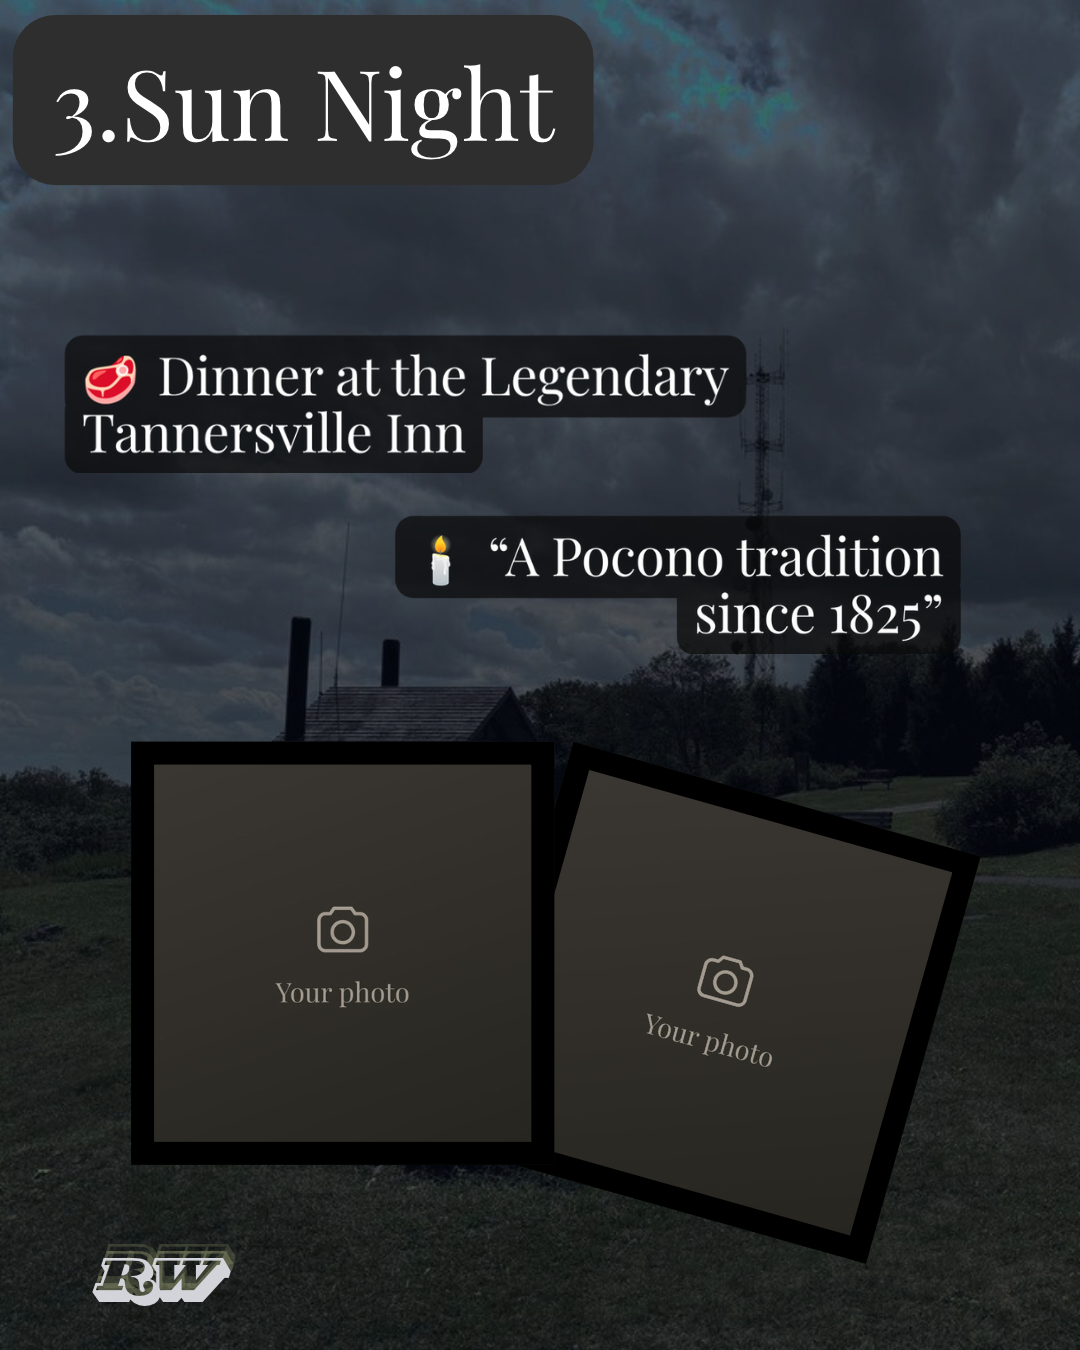 3.Sun Night
🥩 Dinner at the Legendary
Tannersville Inn
🕯️ “A Pocono tradition
since 1825”
Your photo
Your photo
RW